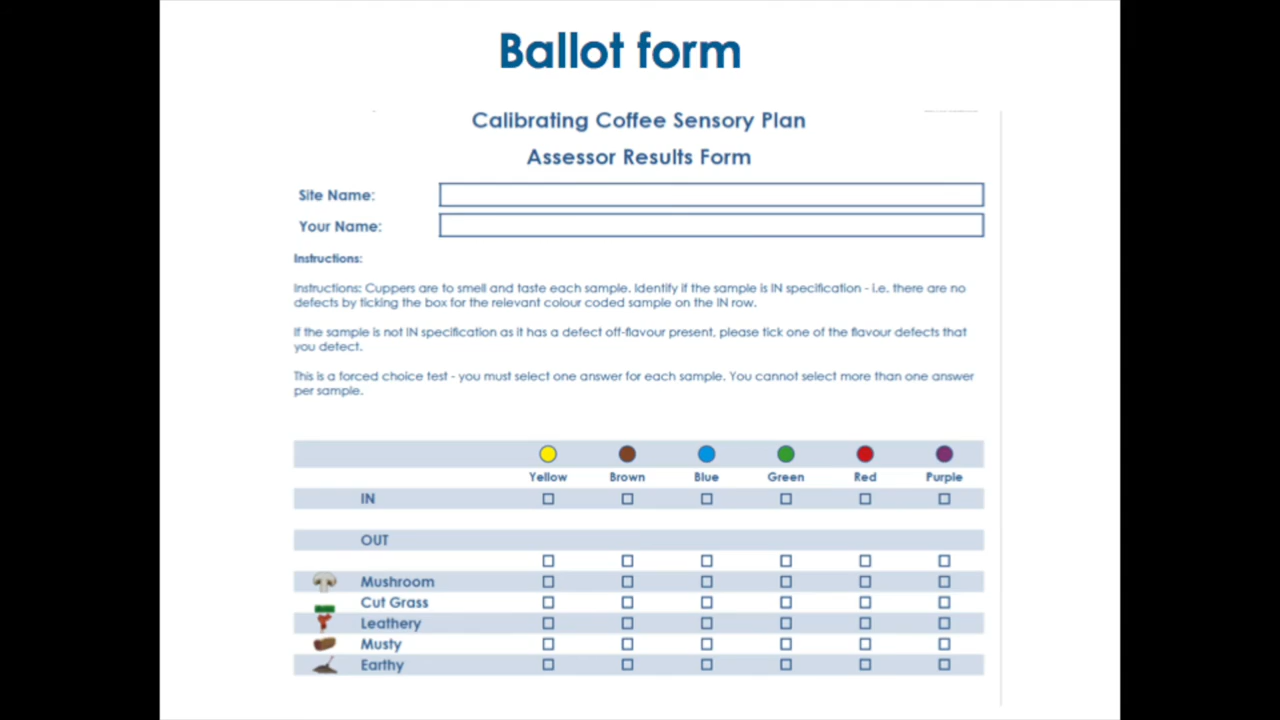 Ballot form
Calibrating Coffee Sensory Plan
Assessor Results Form
Site Name:
Your Name:
Instructions:
Instructions: Cuppers are to smell and taste each sample. Identify if the sample is IN specification - i.e. there are no
defects by ticking the box for the relevant colour coded sample on the IN row.
If the sample is not IN specification as it has a defect off-flavour present, please tick one of the flavour defects that
you detect.
This is a forced choice test - you must select one answer for each sample. You cannot select more than one answer
per sample.
Yellow Brown Blue Green Red Purple
IN
OUT
Mushroom
Cut Grass
Leathery
Musty
Earthy